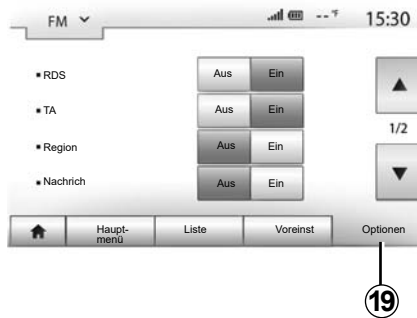 FM
--°F
15:30
RDS Aus Ein
TA Aus Ein
1/2
Region Aus Ein
Nachrich Aus Ein
Haupt-
menü
Liste
Voreinst
Optionen
19